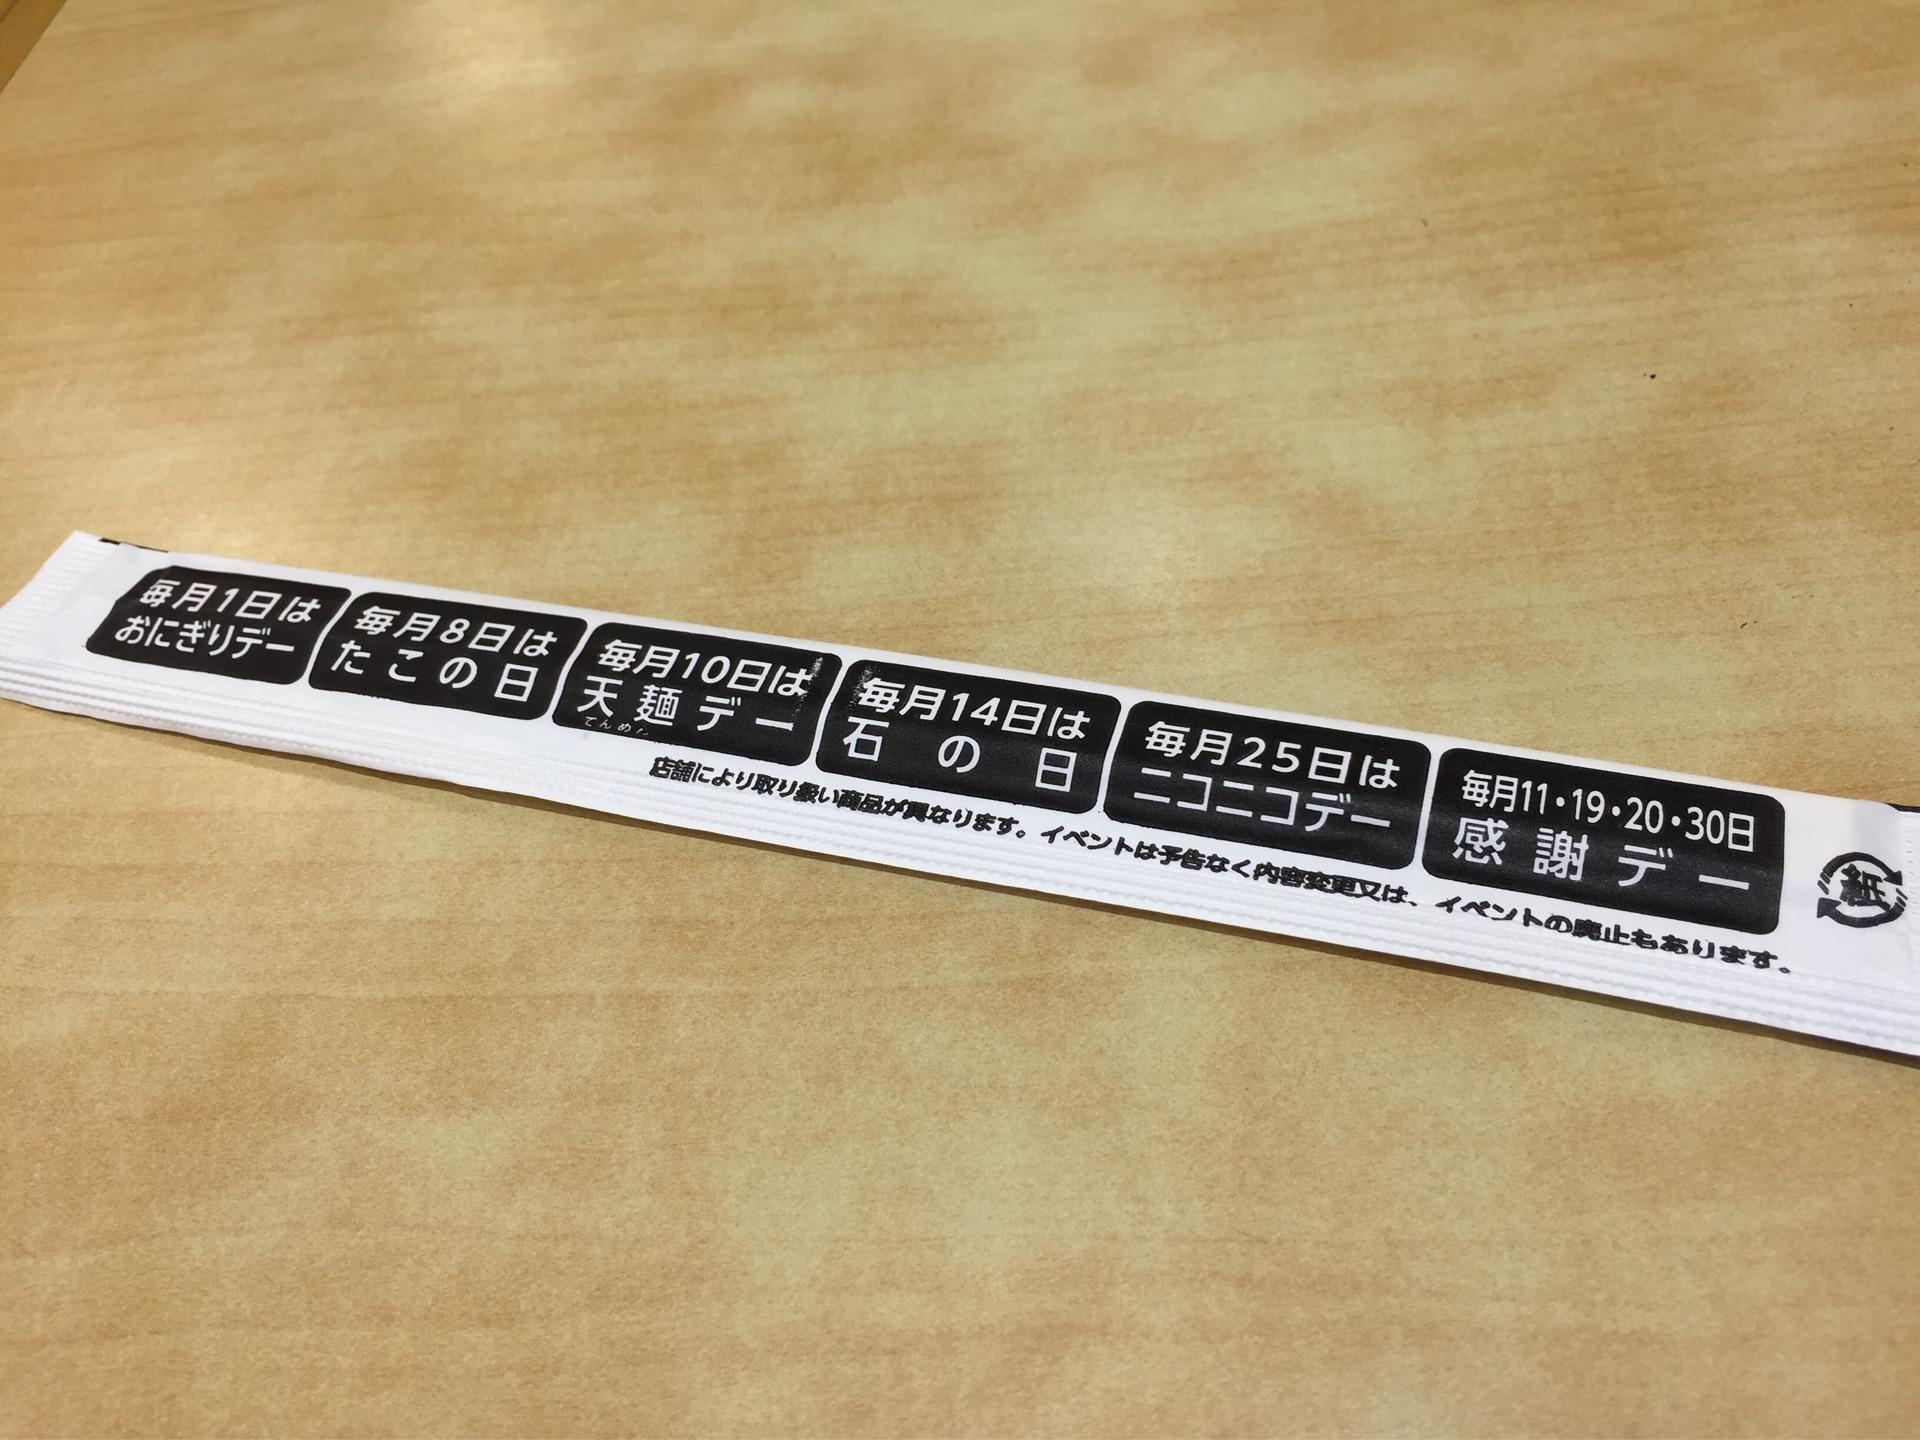 毎月1日は
おにぎりデー
毎月8日は
たこの日
毎月10日は
天麺デー
てんめん
毎月14日は
石の日
毎月25日は
ニコニコデー
毎月11・19・20・30日
感謝デー
店舗により取り扱い商品が異なります。イベントは予告なく内容変更又は、イベントの廃止もあります。
紙